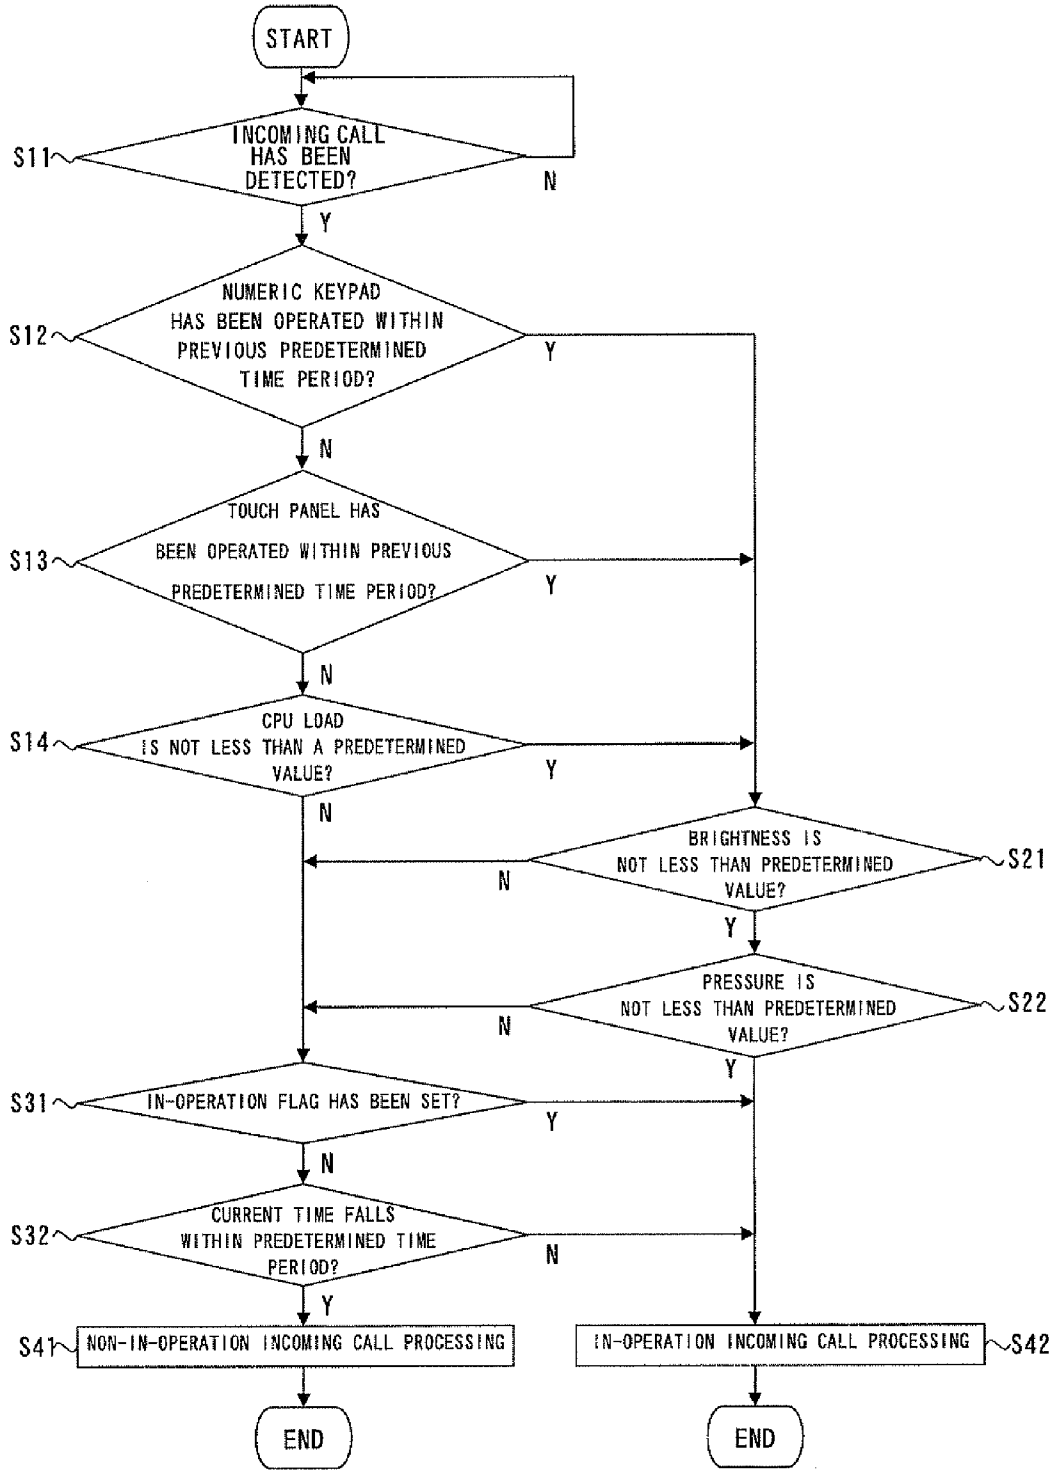 START
S11
INCOMING CALL
HAS BEEN
DETECTED?
N
Y
S12
NUMERIC KEYPAD
HAS BEEN OPERATED WITHIN
PREVIOUS PREDETERMINED
TIME PERIOD?
Y
N
S13
TOUCH PANEL HAS
BEEN OPERATED WITHIN PREVIOUS
PREDETERMINED TIME PERIOD?
Y
N
S14
CPU LOAD
IS NOT LESS THAN A PREDETERMINED
VALUE?
Y
N
BRIGHTNESS IS
NOT LESS THAN PREDETERMINED
VALUE?
S21
N
Y
PRESSURE IS
NOT LESS THAN PREDETERMINED
VALUE?
S22
N
Y
S31
IN-OPERATION FLAG HAS BEEN SET?
Y
N
S32
CURRENT TIME FALLS
WITHIN PREDETERMINED TIME
PERIOD?
N
Y
S41
NON-IN-OPERATION INCOMING CALL PROCESSING
IN-OPERATION INCOMING CALL PROCESSING
S42
END
END